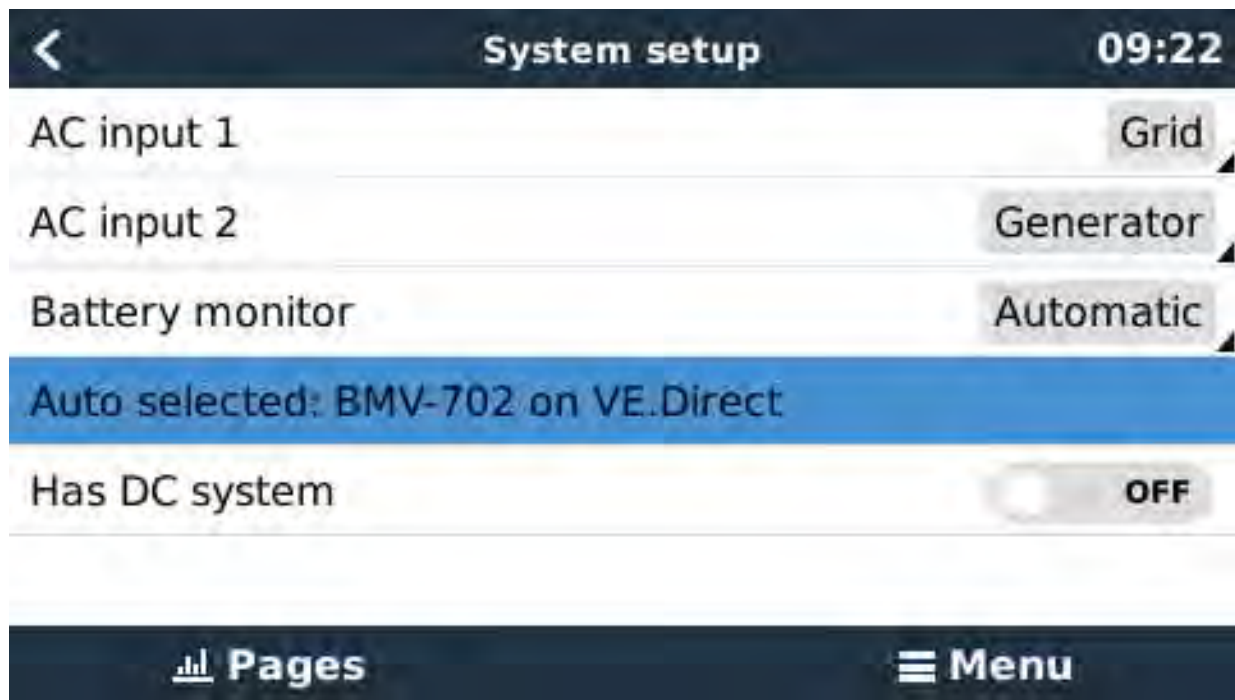 System setup 09:22
AC input 1 Grid
AC input 2 Generator
Battery monitor Automatic
Auto selected: BMV-702 on VE.Direct
Has DC system OFF
Pages Menu